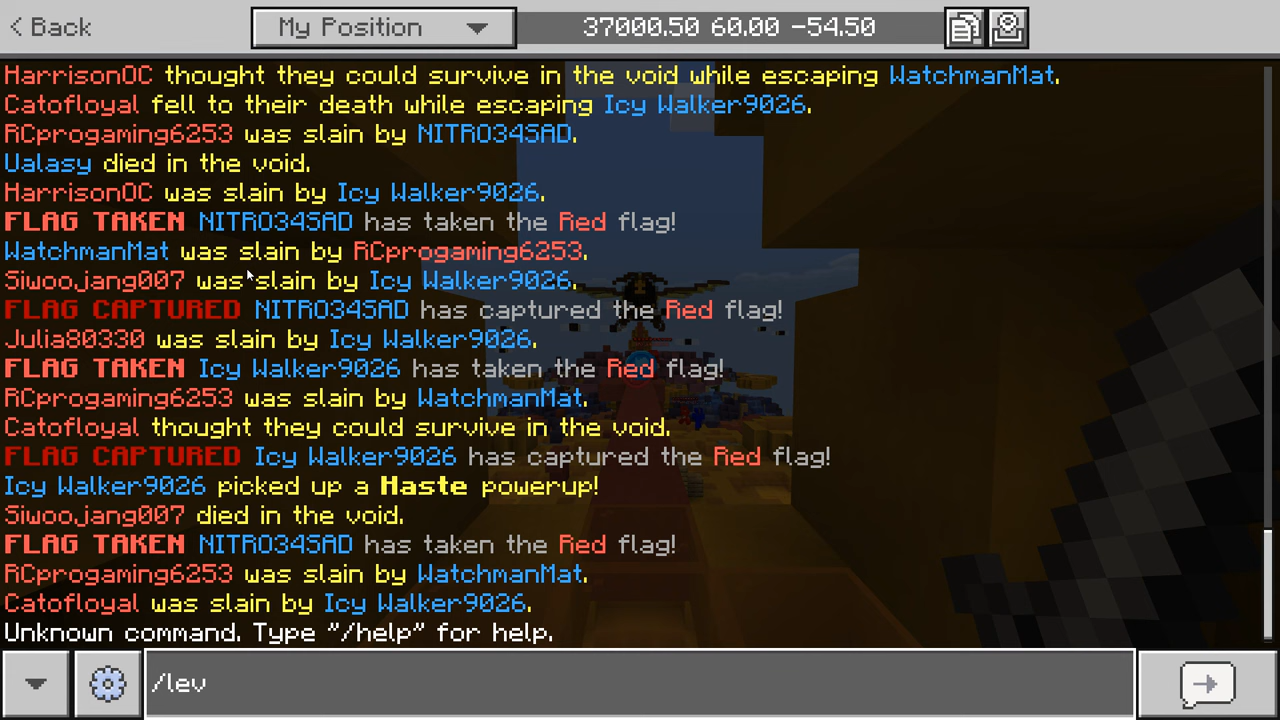 < Back
My Position
37000.50 60.00 -54.50
HarrisonOC thought they could survive in the void while escaping WatchmanMat.
Catofloyal fell to their death while escaping Icy Walker9026.
RCprogaming6253 was slain by NITRO345AD.
Ualasy died in the void.
HarrisonOC was slain by Icy Walker9026.
FLAG TAKEN NITRO345AD has taken the Red flag!
WatchmanMat was slain by RCprogaming6253.
Siwoojang007 was slain by Icy Walker9026.
FLAG CAPTURED NITRO345AD has captured the Red flag!
Julia80330 was slain by Icy Walker9026.
FLAG TAKEN Icy Walker9026 has taken the Red flag!
RCprogaming6253 was slain by WatchmanMat.
Catofloyal thought they could survive in the void.
FLAG CAPTURED Icy Walker9026 has captured the Red flag!
Icy Walker9026 picked up a Haste powerup!
Siwoojang007 died in the void.
FLAG TAKEN NITRO345AD has taken the Red flag!
RCprogaming6253 was slain by WatchmanMat.
Catofloyal was slain by Icy Walker9026.
Unknown command. Type "/help" for help.
/lev